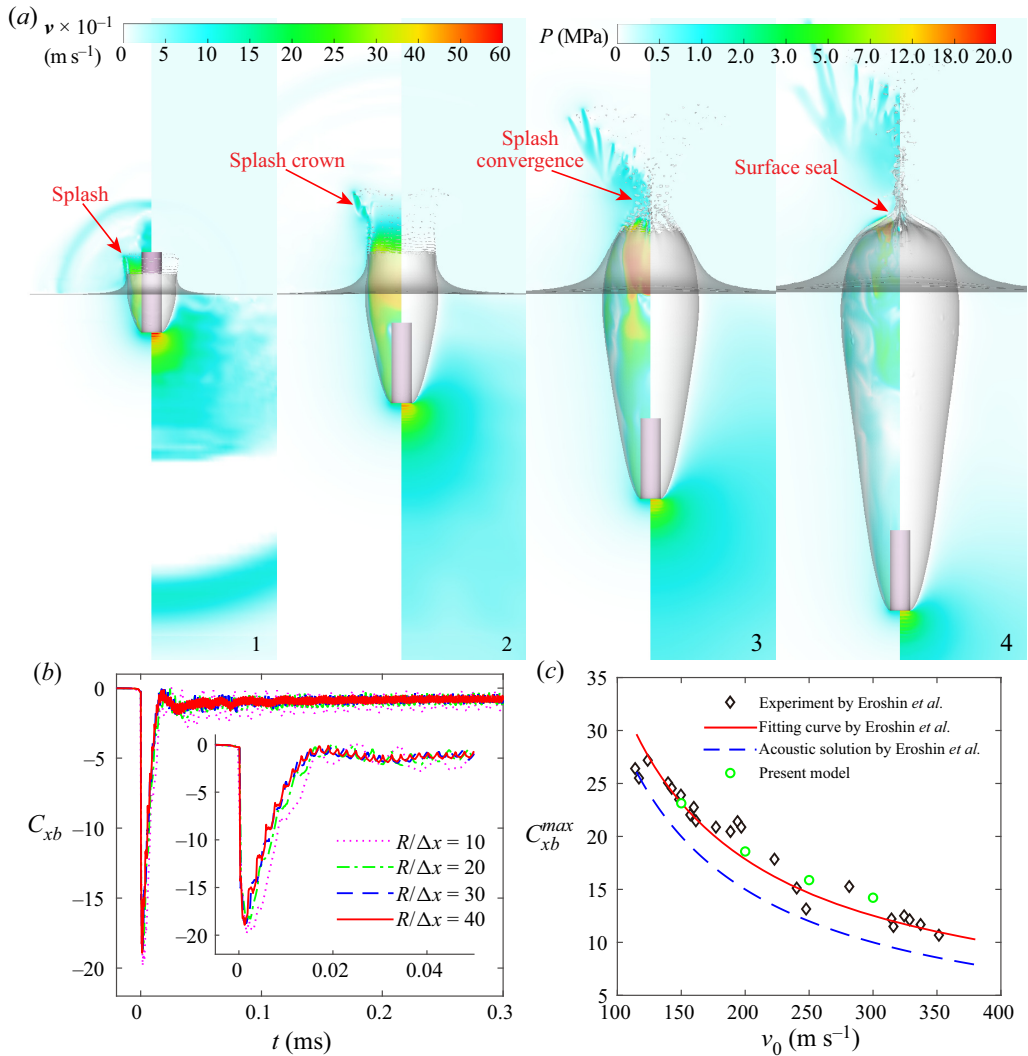 (a)
v × 10⁻¹
(m s⁻¹)
0 5 10 15 20 25 30 35 40 50 60
P (MPa)
0 0.5 1.0 2.0 3.0 5.0 7.0 12.0 18.0 20.0
Splash
Splash crown
Splash convergence
Surface seal
1
2
3
4
(b)
0
−5
−10
−15
−20
C_xb
0 0.1 0.2 0.3
t (ms)
0
−5
−10
−15
−20
0 0.02 0.04
R/Δx = 10
R/Δx = 20
R/Δx = 30
R/Δx = 40
(c)
35
30
25
20
15
10
5
C_xb^max
100 150 200 250 300 350 400
v₀ (m s⁻¹)
Experiment by Eroshin et al.
Fitting curve by Eroshin et al.
Acoustic solution by Eroshin et al.
Present model